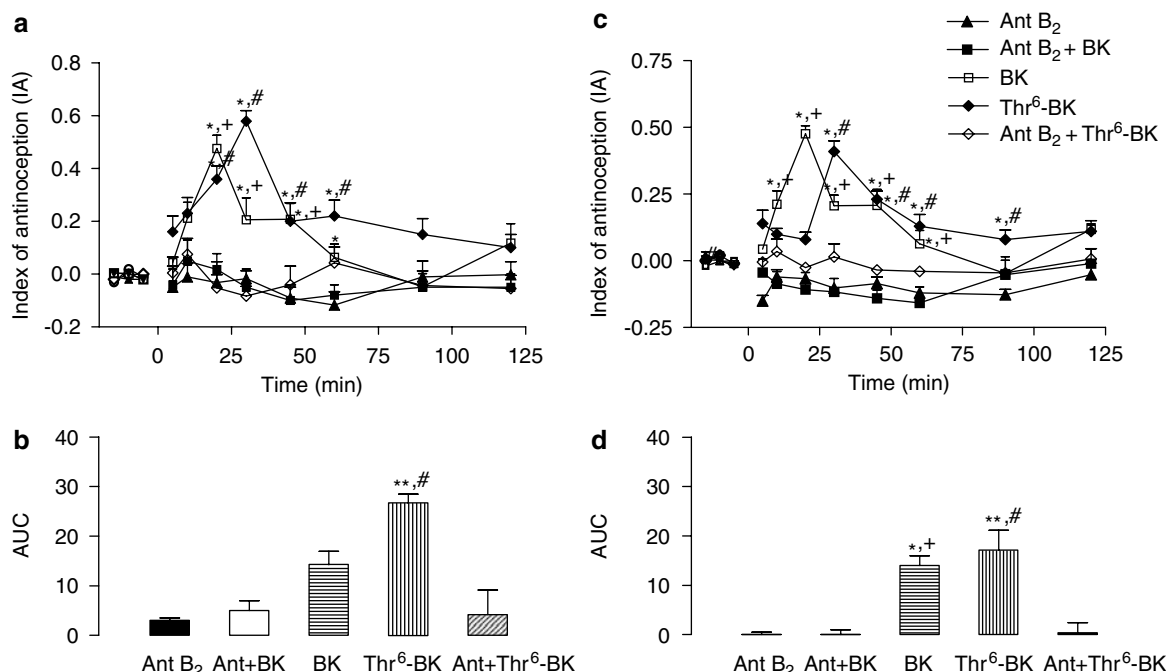 a
Index of antinoception (IA)
0.8
0.6
0.4
0.2
0.0
-0.2
*,+
*,#
*,#
*,+
*,#
*,+
*,#
*
0
25
50
75
100
125
Time (min)
c
Index of antinoception (IA)
0.75
0.50
0.25
0.00
-0.25
#
*,+
*,+
*,#
*,+
*,+
*,#
*,#
*,+
*,#
0
25
50
75
100
125
Time (min)
Ant B₂
Ant B₂ + BK
BK
Thr⁶-BK
Ant B₂ + Thr⁶-BK
b
AUC
40
30
20
10
0
**,#
Ant B₂
Ant+BK
BK
Thr⁶-BK
Ant+Thr⁶-BK
d
AUC
40
30
20
10
0
*,+
**,#
Ant B₂
Ant+BK
BK
Thr⁶-BK
Ant+Thr⁶-BK